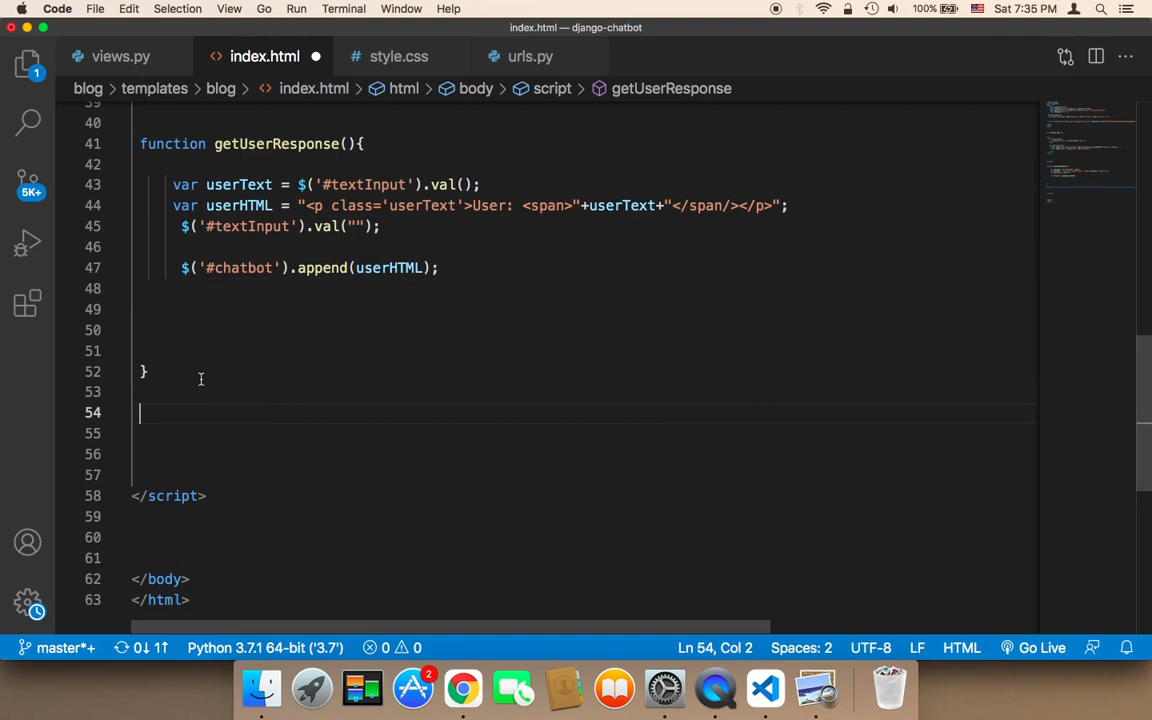 Code File Edit Selection View Go Run Terminal Window Help 100% Sat 7:35 PM
index.html — django-chatbot
views.py index.html style.css urls.py
blog > templates > blog > index.html > html > body > script > getUserResponse
39
40
41 function getUserResponse(){
42
43 var userText = $('#textInput').val();
44 var userHTML = "<p class='userText'>User: <span>"+userText+"</span/></p>";
45 $('#textInput').val("");
46
47 $('#chatbot').append(userHTML);
48
49
50
51
52 }
53
54
55
56
57
58 </script>
59
60
61
62 </body>
63 </html>
1
5K+
master*+ 0↓ 1↑ Python 3.7.1 64-bit ('3.7') 0 0 Ln 54, Col 2 Spaces: 2 UTF-8 LF HTML Go Live
2